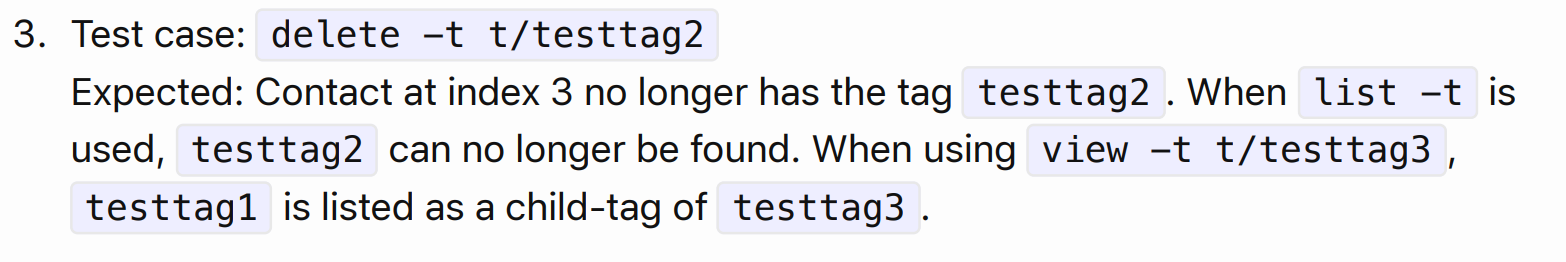 3. Test case: delete -t t/testtag2
Expected: Contact at index 3 no longer has the tag testtag2. When list -t is
used, testtag2 can no longer be found. When using view -t t/testtag3,
testtag1 is listed as a child-tag of testtag3.